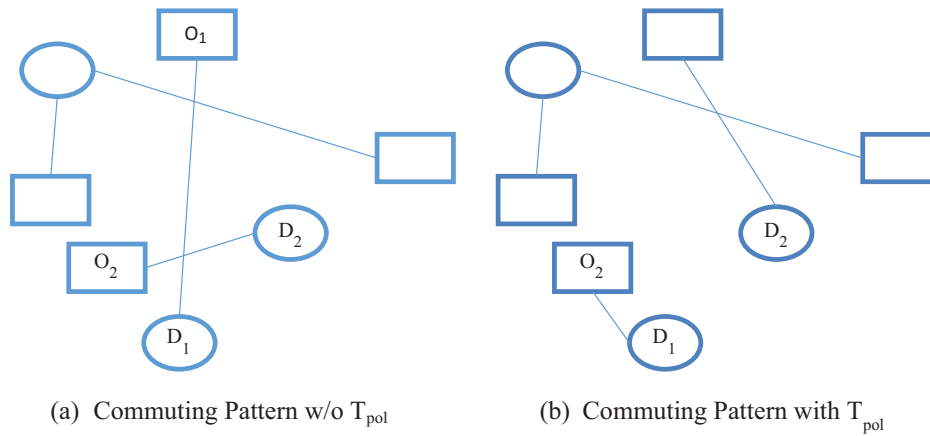 O₁
D₂
O₂
D₁
(a) Commuting Pattern w/o Tₚₒₗ
D₂
O₂
D₁
(b) Commuting Pattern with Tₚₒₗ